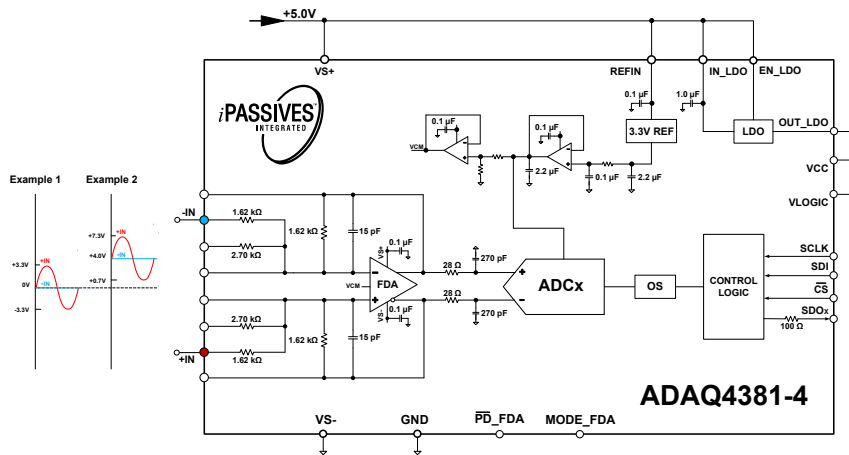 +5.0V
VS+
REFIN
IN_LDO
EN_LDO
iPASSIVES™
INTEGRATED
0.1 µF
1.0 µF
OUT_LDO
3.3V REF
LDO
0.1 µF
0.1 µF
VCM
2.2 µF
0.1 µF
2.2 µF
VCC
VLOGIC
Example 1
Example 2
+7.3V
+IN
+4.0V
-IN
+0.7V
+3.3V
+IN
0V
-IN
-3.3V
-IN
1.62 kΩ
2.70 kΩ
1.62 kΩ
15 pF
VS+
0.1 µF
VCM
FDA
VS-
0.1 µF
28 Ω
270 pF
28 Ω
270 pF
ADCx
OS
CONTROL
LOGIC
SCLK
SDI
CS
SDOx
100 Ω
2.70 kΩ
1.62 kΩ
15 pF
+IN
1.62 kΩ
ADAQ4381-4
VS-
GND
PD_FDA
MODE_FDA